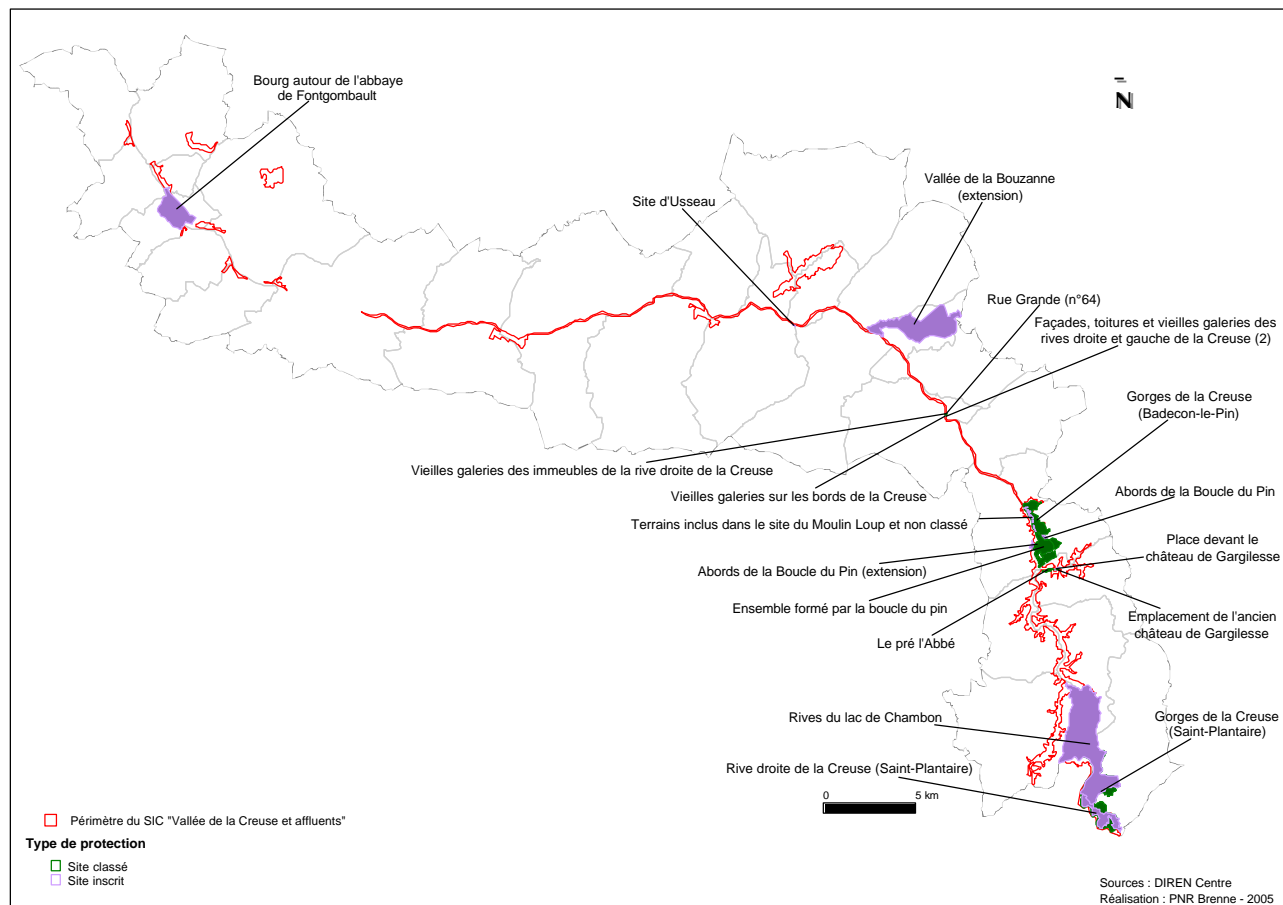 Bourg autour de l'abbaye
de Fontgombault
N
Vallée de la Bouzanne
(extension)
Site d'Usseau
Rue Grande (n°64)
Façades, toitures et vieilles galeries des
rives droite et gauche de la Creuse (2)
Gorges de la Creuse
(Badecon-le-Pin)
Vieilles galeries des immeubles de la rive droite de la Creuse
Vieilles galeries sur les bords de la Creuse
Abords de la Boucle du Pin
Terrains inclus dans le site du Moulin Loup et non classé
Place devant le
château de Gargilesse
Abords de la Boucle du Pin (extension)
Ensemble formé par la boucle du pin
Emplacement de l'ancien
château de Gargilesse
Le pré l'Abbé
Rives du lac de Chambon
Gorges de la Creuse
(Saint-Plantaire)
Rive droite de la Creuse (Saint-Plantaire)
0 5 km
Périmètre du SIC "Vallée de la Creuse et affluents"
Type de protection
Site classé
Site inscrit
Sources : DIREN Centre
Réalisation : PNR Brenne - 2005